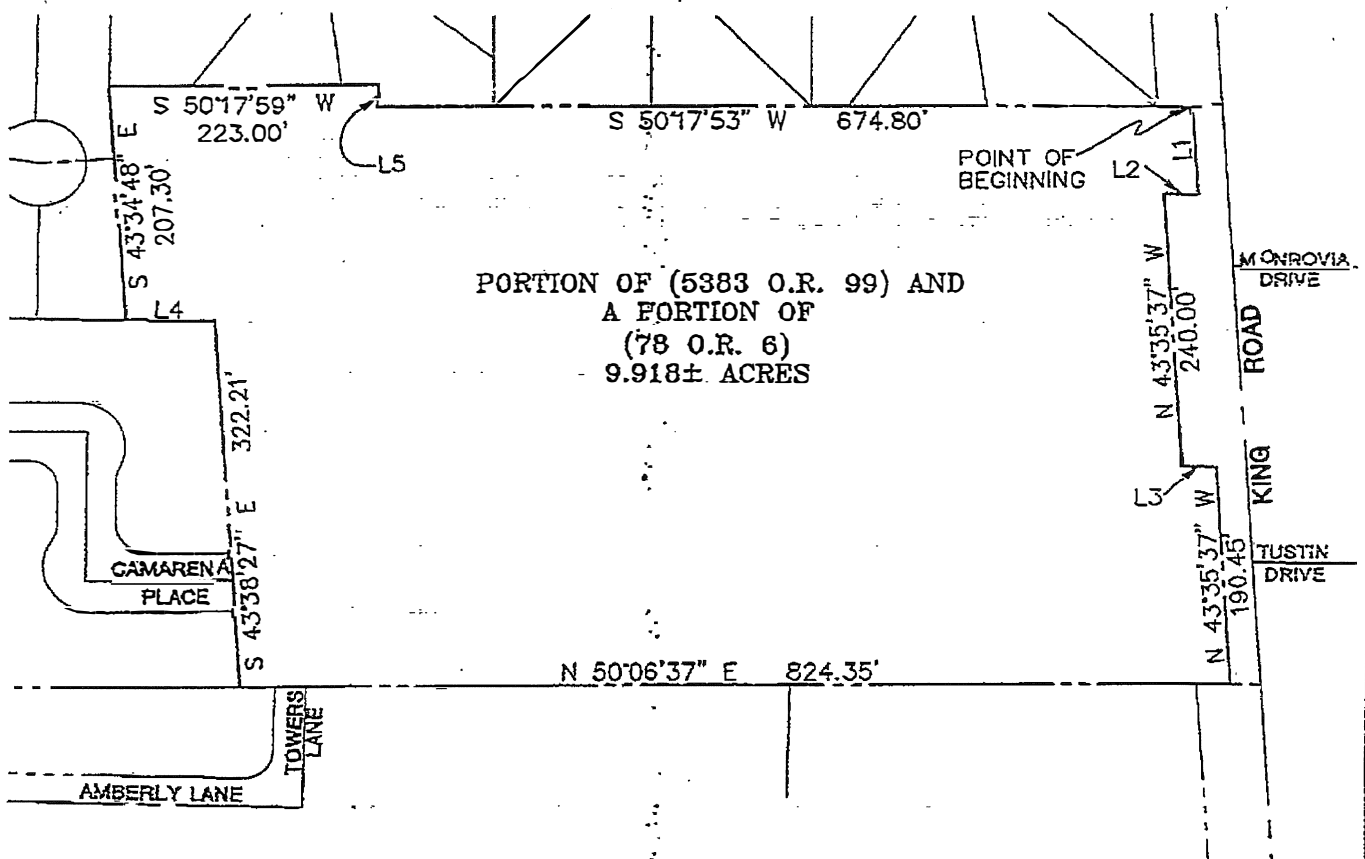 S 50°17'59" W
223.00'
S 50°17'53" W 674.80'
L5
POINT OF
BEGINNING
L1
L2
S 43°34'48" E
207.30'
L4
PORTION OF (5383 O.R. 99) AND
A PORTION OF
(78 O.R. 6)
9.918± ACRES
N 43°35'37" W
240.00'
MONROVIA
DRIVE
KING ROAD
S 43°38'27" E 322.21'
L3
N 43°35'37" W
190.45'
TUSTIN
DRIVE
CAMARENA
PLACE
N 50°06'37" E 824.35'
TOWERS
LANE
AMBERLY LANE